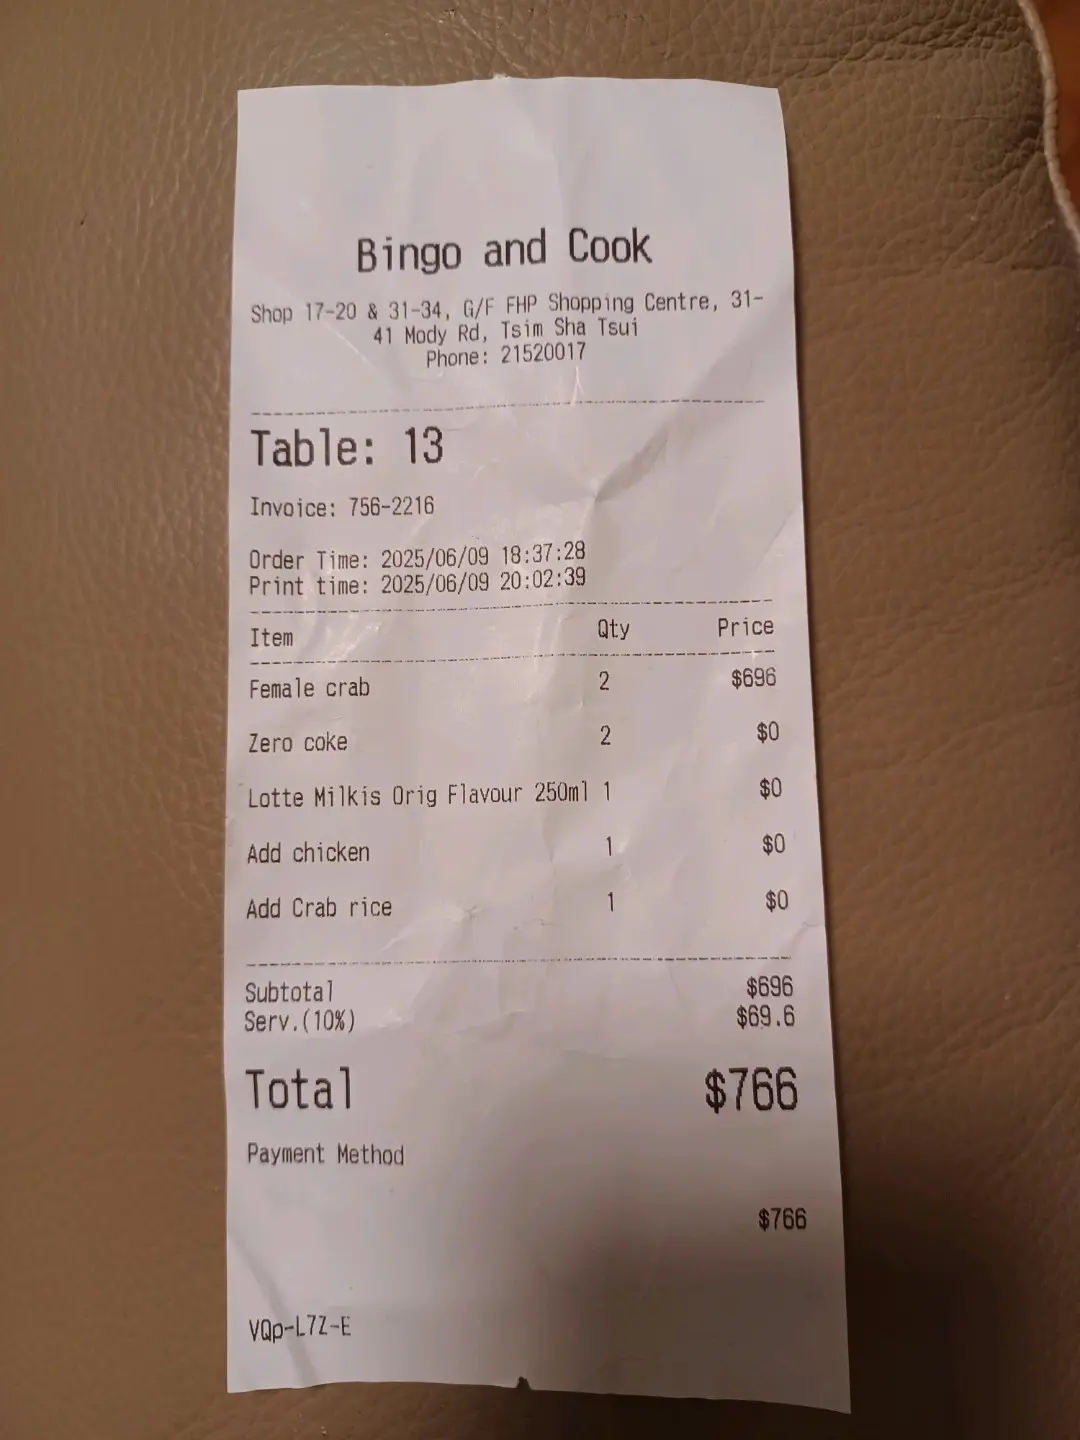 Bingo and Cook
Shop 17-20 & 31-34, G/F FHP Shopping Centre, 31-
41 Mody Rd, Tsim Sha Tsui
Phone: 21520017
Table: 13
Invoice: 756-2216
Order Time: 2025/06/09 18:37:28
Print time: 2025/06/09 20:02:39
Item Qty Price
Female crab 2 $696
Zero coke 2 $0
Lotte Milkis Orig Flavour 250ml 1 $0
Add chicken 1 $0
Add Crab rice 1 $0
Subtotal $696
Serv.(10%) $69.6
Total $766
Payment Method
$766
VQp-L7Z-E